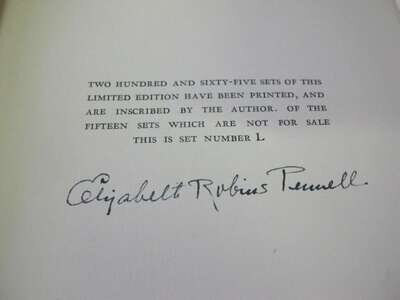 TWO HUNDRED AND SIXTY-FIVE SETS OF THIS
LIMITED EDITION HAVE BEEN PRINTED, AND
ARE INSCRIBED BY THE AUTHOR. OF THE
FIFTEEN SETS WHICH ARE NOT FOR SALE
THIS IS SET NUMBER L.
Elizabeth Robins Pennell.